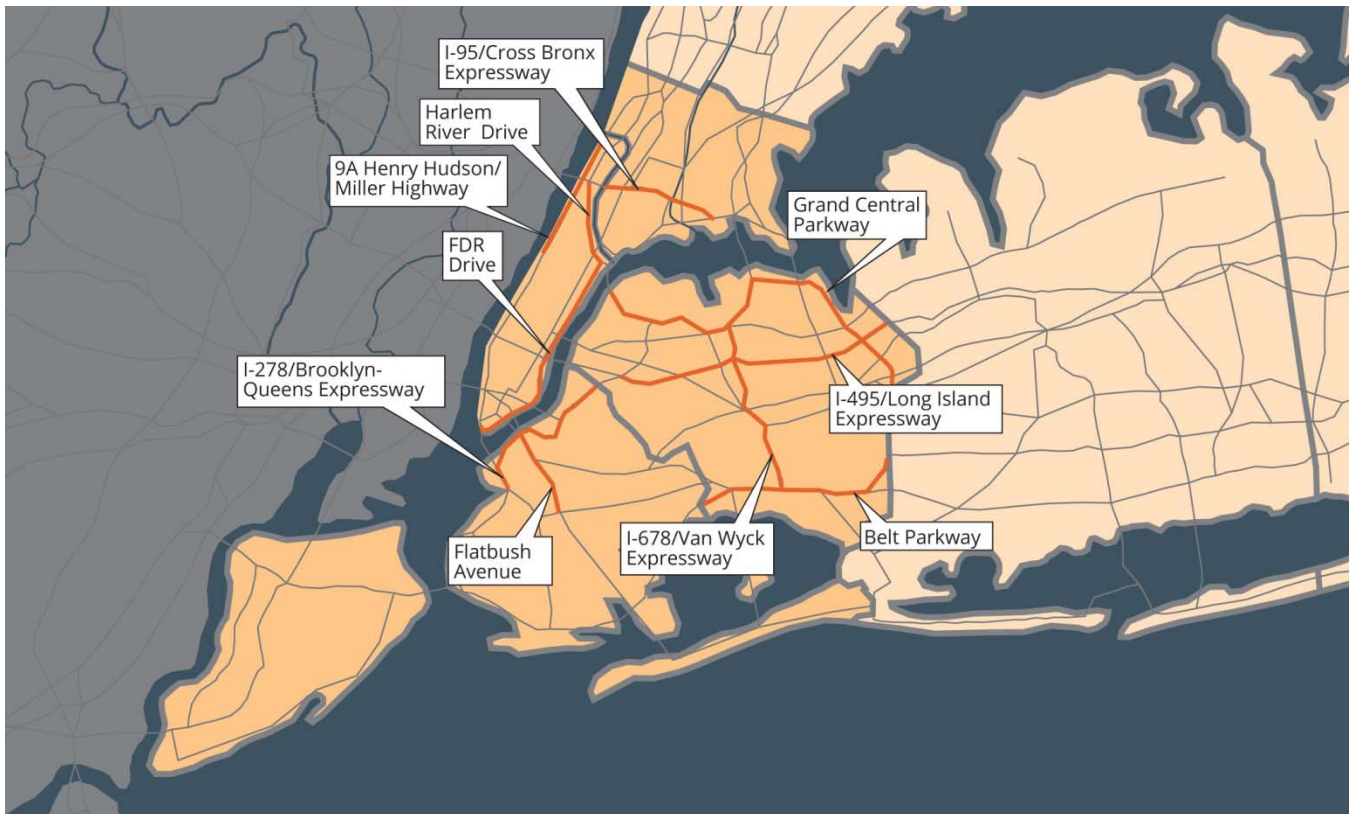 I-95/Cross Bronx
Expressway
Harlem
River Drive
9A Henry Hudson/
Miller Highway
Grand Central
Parkway
FDR
Drive
I-278/Brooklyn-
Queens Expressway
I-495/Long Island
Expressway
Flatbush
Avenue
I-678/Van Wyck
Expressway
Belt Parkway